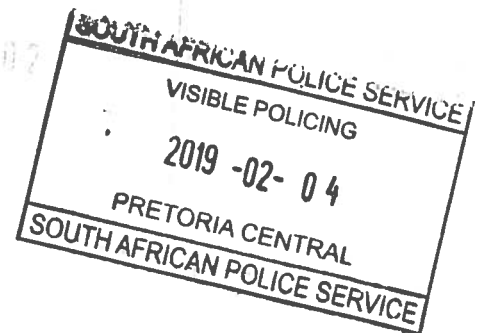 SOUTH AFRICAN POLICE SERVICE
VISIBLE POLICING
2019 -02- 04
PRETORIA CENTRAL
SOUTH AFRICAN POLICE SERVICE